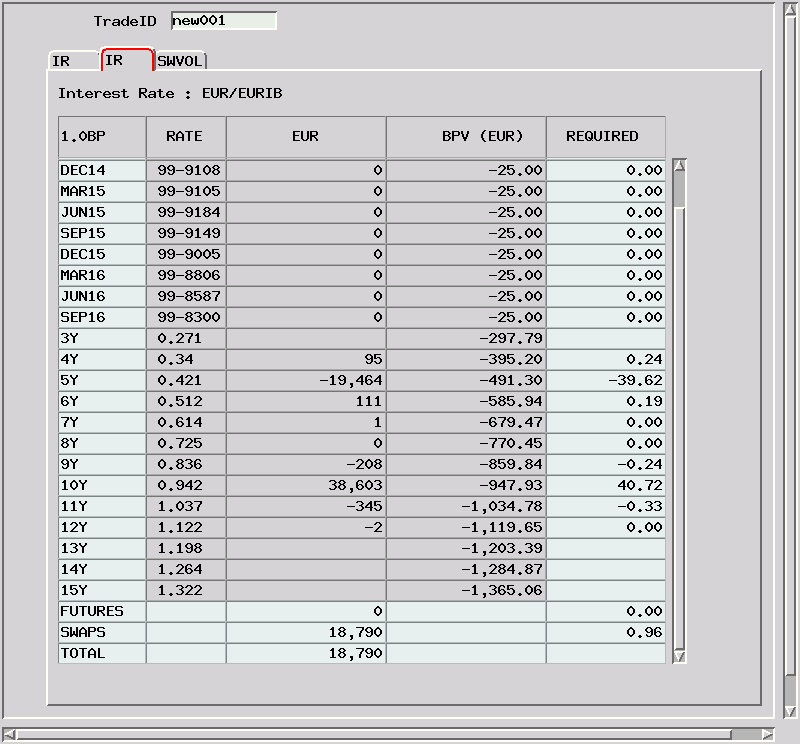 TradeID new001
IR IR SWVOL
Interest Rate : EUR/EURIB
1.0BP RATE EUR BPV (EUR) REQUIRED
DEC14 99-9108 0 -25.00 0.00
MAR15 99-9105 0 -25.00 0.00
JUN15 99-9184 0 -25.00 0.00
SEP15 99-9149 0 -25.00 0.00
DEC15 99-9005 0 -25.00 0.00
MAR16 99-8806 0 -25.00 0.00
JUN16 99-8587 0 -25.00 0.00
SEP16 99-8300 0 -25.00 0.00
3Y 0.271 -297.79
4Y 0.34 95 -395.20 0.24
5Y 0.421 -19,464 -491.30 -39.62
6Y 0.512 111 -585.94 0.19
7Y 0.614 1 -679.47 0.00
8Y 0.725 0 -770.45 0.00
9Y 0.836 -208 -859.84 -0.24
10Y 0.942 38,603 -947.93 40.72
11Y 1.037 -345 -1,034.78 -0.33
12Y 1.122 -2 -1,119.65 0.00
13Y 1.198 -1,203.39
14Y 1.264 -1,284.87
15Y 1.322 -1,365.06
FUTURES 0 0.00
SWAPS 18,790 0.96
TOTAL 18,790